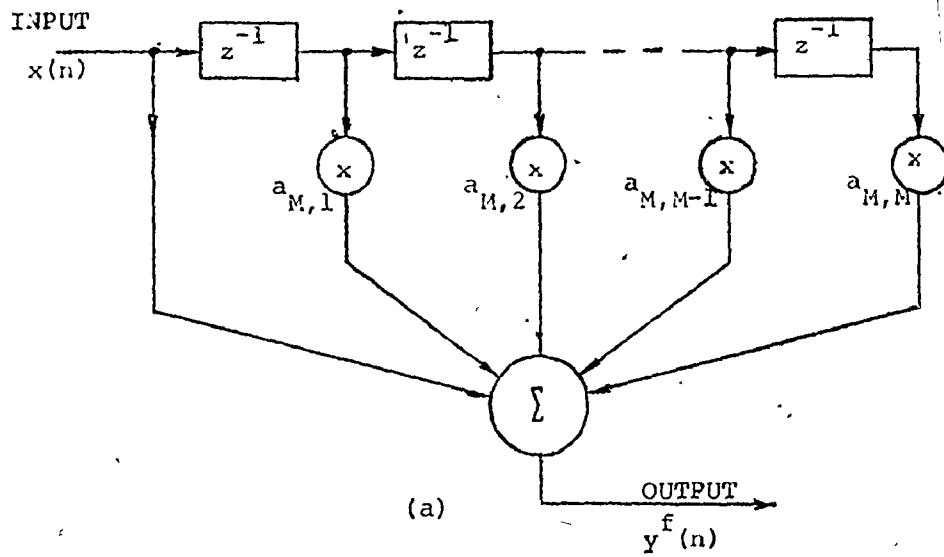 INPUT
x(n)
z^-1
z^-1
z^-1
x
x
x
x
a_M,1
a_M,2
a_M,M-1
a_M,M
Σ
(a)
OUTPUT
y^f(n)